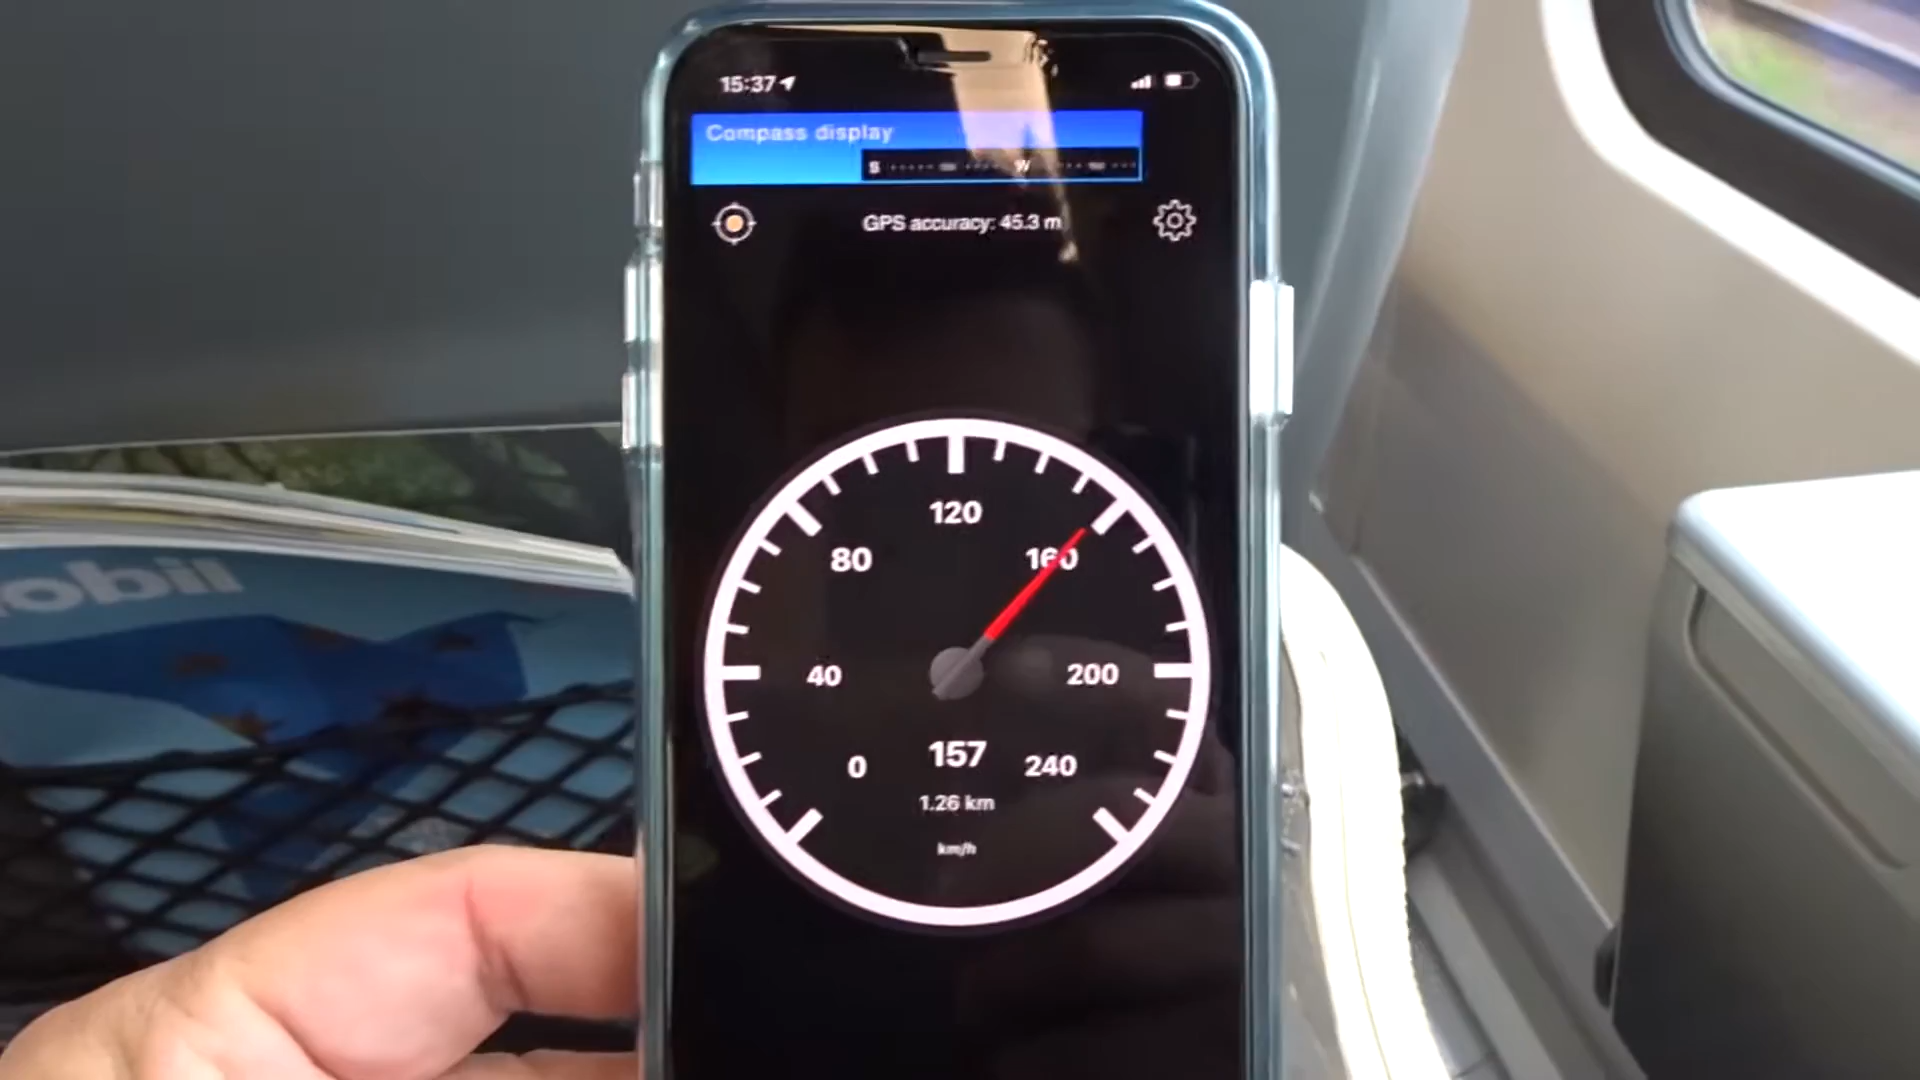 15:37
Compass display
S W
GPS accuracy: 45.3 m
120
80 160
40 200
0 157 240
1.26 km
km/h
obil